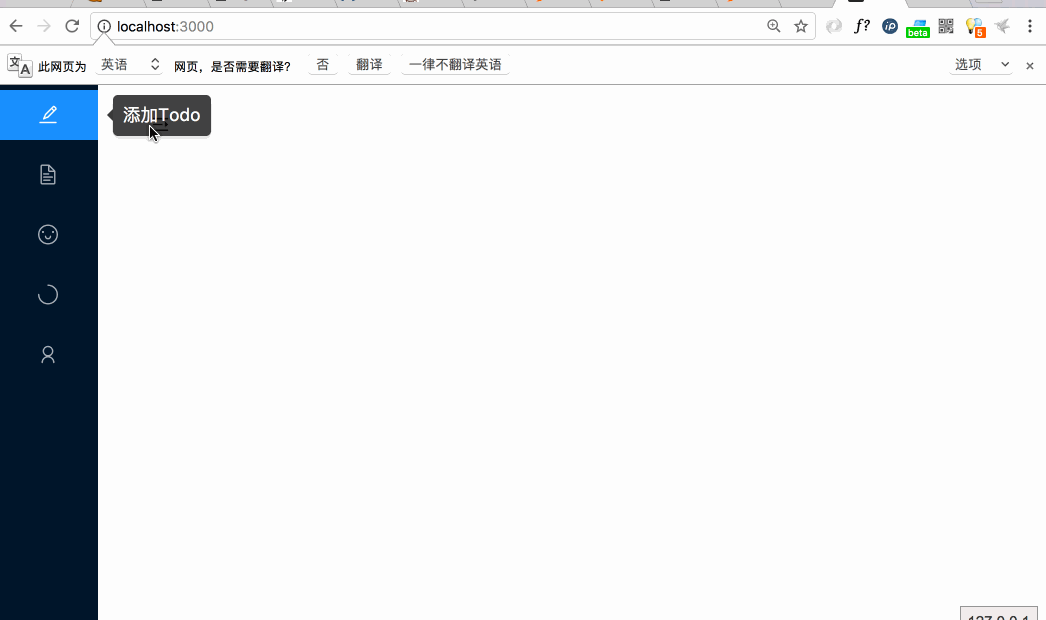 localhost:3000
f?
ip
beta
5
文
A
此网页为 英语 网页，是否需要翻译？ 否 翻译 一律不翻译英语 选项 ×
添加Todo
127.0.0.1